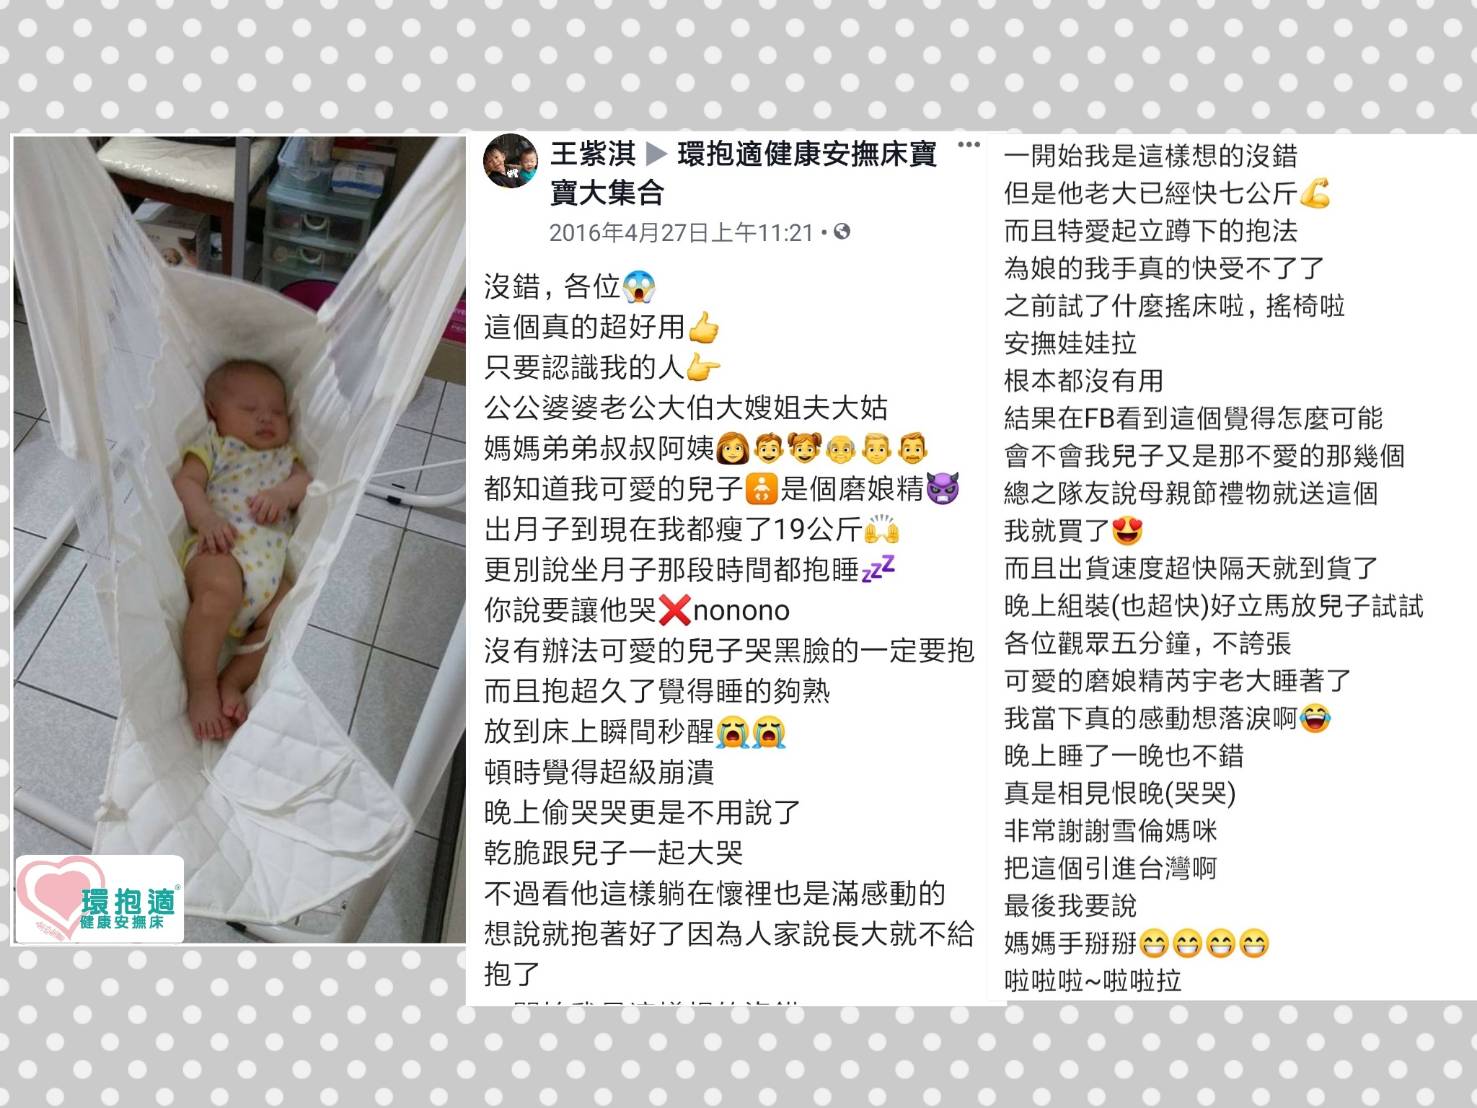 王紫淇 ▶ 環抱適健康安撫床寶
寶大集合
2016年4月27日上午11:21
沒錯, 各位😱
這個真的超好用👍
只要認識我的人👉
公公婆婆老公大伯大嫂姐夫大姑
媽媽弟弟叔叔阿姨👩👦👧👴👱👨
都知道我可愛的兒子🚼是個磨娘精👿
出月子到現在我都瘦了19公斤🙌
更別說坐月子那段時間都抱睡💤
你說要讓他哭❌nonono
沒有辦法可愛的兒子哭黑臉的一定要抱
而且抱超久了覺得睡的夠熟
放到床上瞬間秒醒😭😭
頓時覺得超級崩潰
晚上偷哭哭更是不用說了
乾脆跟兒子一起大哭
不過看他這樣躺在懷裡也是滿感動的
想說就抱著好了因為人家說長大就不給
抱了
一開始我是這樣想的沒錯
但是他老大已經快七公斤💪
而且特愛起立蹲下的抱法
為娘的我手真的快受不了了
之前試了什麼搖床啦, 搖椅啦
安撫娃娃拉
根本都沒有用
結果在FB看到這個覺得怎麼可能
會不會我兒子又是那不愛的那幾個
總之隊友說母親節禮物就送這個
我就買了😍
而且出貨速度超快隔天就到貨了
晚上組裝(也超快)好立馬放兒子試試
各位觀眾五分鐘, 不誇張
可愛的磨娘精芮宇老大睡著了
我當下真的感動想落淚啊😂
晚上睡了一晚也不錯
真是相見恨晚(哭哭)
非常謝謝雪倫媽咪
把這個引進台灣啊
最後我要說
媽媽手掰掰😁😁😁😁
啦啦啦~啦啦拉
環抱適®
健康安撫床